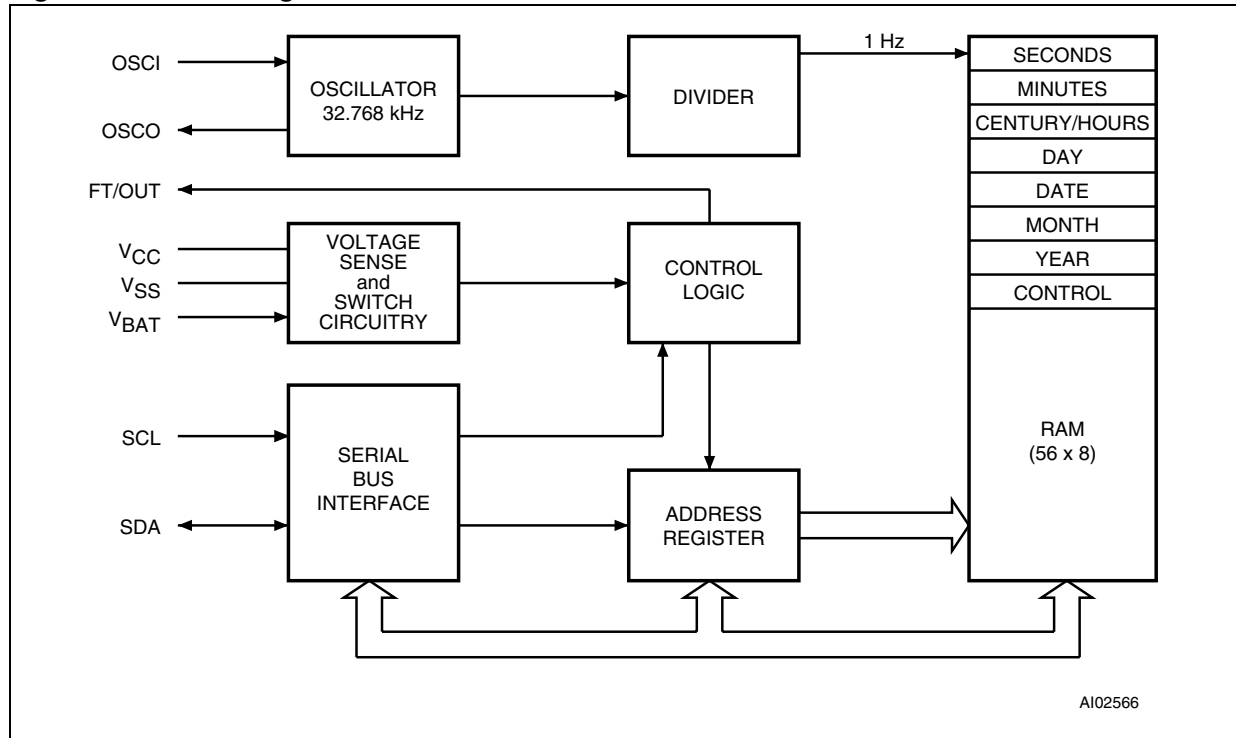 1 Hz
OSCI
OSCILLATOR
32.768 kHz
DIVIDER
OSCO
SECONDS
MINUTES
CENTURY/HOURS
DAY
DATE
MONTH
YEAR
CONTROL
RAM
(56 x 8)
FT/OUT
VCC
VSS
VBAT
VOLTAGE
SENSE
and
SWITCH
CIRCUITRY
CONTROL
LOGIC
SCL
SDA
SERIAL
BUS
INTERFACE
ADDRESS
REGISTER
AI02566